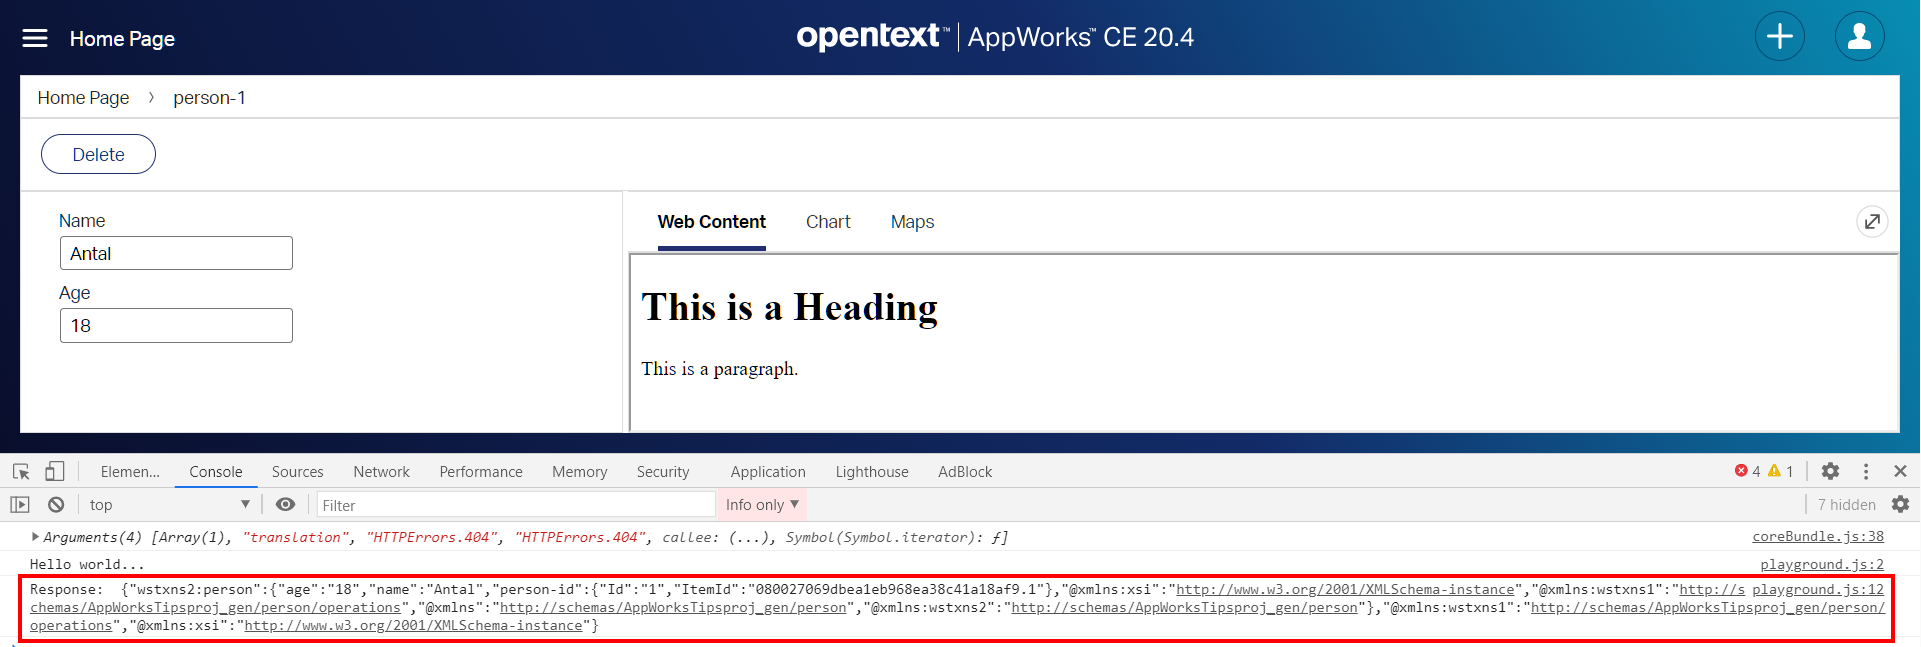 Home Page
opentext™ | AppWorks™ CE 20.4
Home Page › person-1
Delete
Name
Antal
Age
18
Web Content Chart Maps
This is a Heading
This is a paragraph.
Elemen... Console Sources Network Performance Memory Security Application Lighthouse AdBlock 4 1
top Filter Info only 7 hidden
Arguments(4) [Array(1), "translation", "HTTPErrors.404", "HTTPErrors.404", callee: (...), Symbol(Symbol.iterator): ƒ] coreBundle.js:38
Hello world... playground.js:2
Response: {"wstxns2:person":{"age":"18","name":"Antal","person-id":{"Id":"1","ItemId":"080027069dbea1eb968ea38c41a18af9.1"},"@xmlns:xsi":"http://www.w3.org/2001/XMLSchema-instance","@xmlns:wstxns1":"http://s playground.js:12
chemas/AppWorksTipsproj_gen/person/operations","@xmlns":"http://schemas/AppWorksTipsproj_gen/person","@xmlns:wstxns2":"http://schemas/AppWorksTipsproj_gen/person"},"@xmlns:wstxns1":"http://schemas/AppWorksTipsproj_gen/person/
operations","@xmlns:xsi":"http://www.w3.org/2001/XMLSchema-instance"}